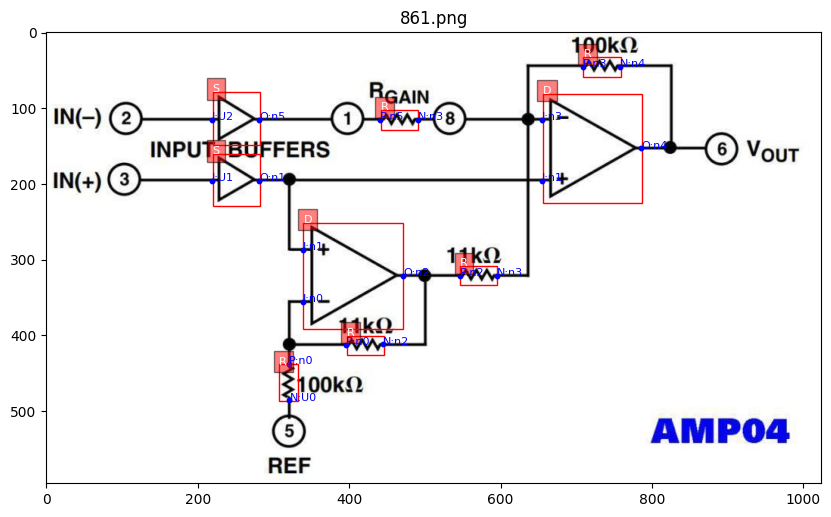 861.png
0
100kΩ
R
P:n3
N:n4
S
R_GAIN
R
D
100
IN(–)
2
I:U2
O:n5
1
P:n5
N:n3
8
I:n3
–
INPUT BUFFERS
S
O:n4
6
V_OUT
IN(+)
3
I:U1
O:n1
I:n1
+
200
D
I:n1
+
11kΩ
R
300
O:n2
P:n2
N:n3
I:n0
–
11kΩ
R
400
P:n0
N:n2
R
P:n0
100kΩ
N:U0
500
5
AMP04
REF
0
200
400
600
800
1000